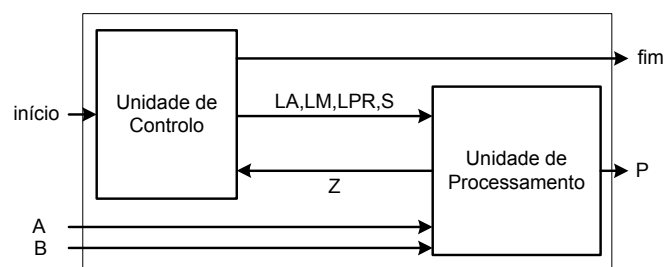 fim
início
Unidade de
Controlo
LA,LM,LPR,S
Unidade de
Processamento
P
Z
A
B